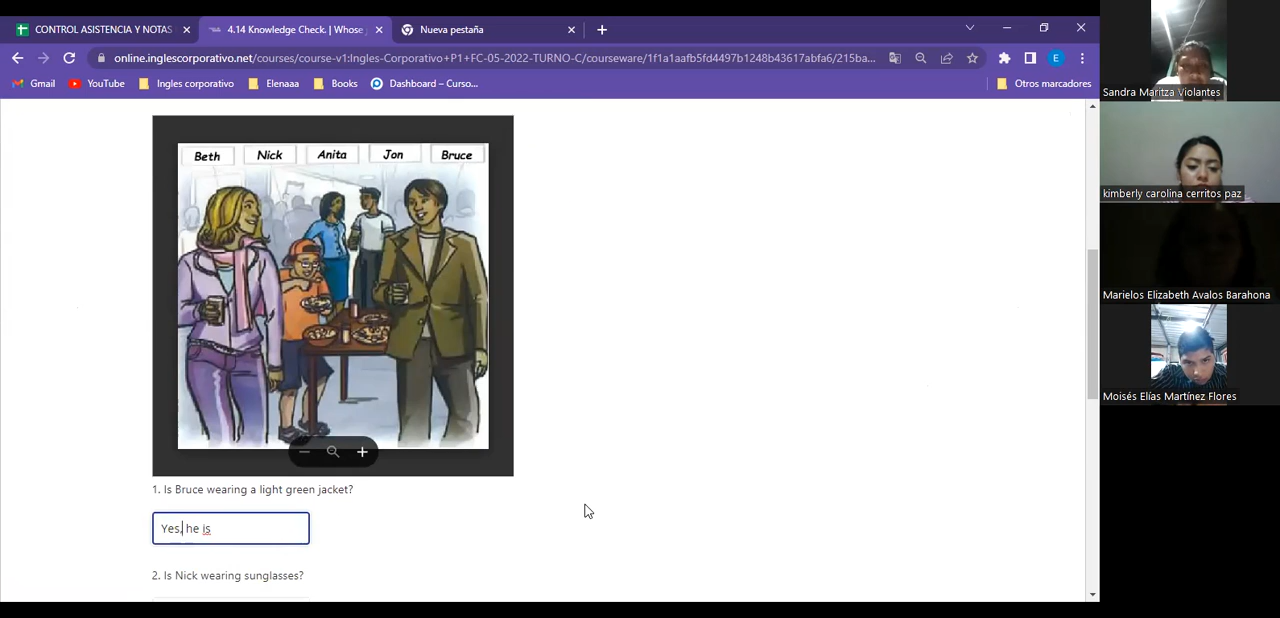 CONTROL ASISTENCIA Y NOTAS
4.14 Knowledge Check. | Whose
Nueva pestaña
online.inglescorporativo.net/courses/course-v1:Ingles-Corporativo+P1+FC-05-2022-TURNO-C/courseware/1f1a1aafb5fd4497b1248b43617abfa6/215ba...
E
Gmail
YouTube
Ingles corporativo
Elenaaa
Books
Dashboard – Curso...
Otros marcadores
Beth
Nick
Anita
Jon
Bruce
1. Is Bruce wearing a light green jacket?
Yes, he is
2. Is Nick wearing sunglasses?
Sandra Maritza Violantes
kimberly carolina cerritos paz
Marielos Elizabeth Avalos Barahona
Moisés Elías Martínez Flores